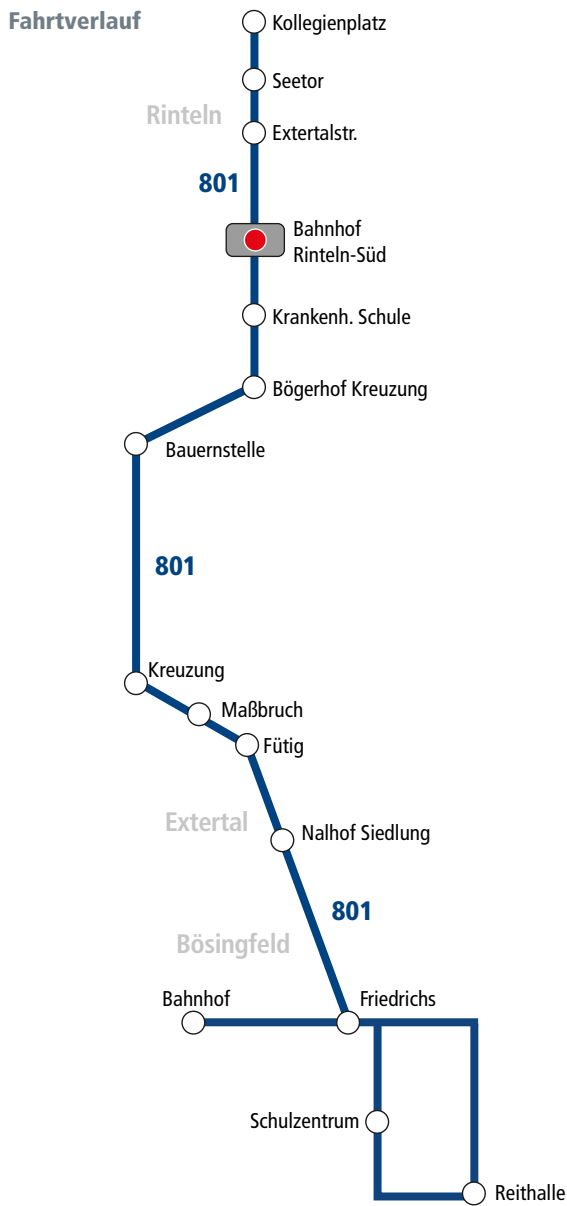 Fahrtverlauf
Kollegienplatz
Seetor
Rinteln
Extertalstr.
801
Bahnhof
Rinteln-Süd
Krankenh. Schule
Bögerhof Kreuzung
Bauernstelle
801
Kreuzung
Maßbruch
Fütig
Extertal
Nalhof Siedlung
801
Bösingfeld
Bahnhof
Friedrichs
Schulzentrum
Reithalle